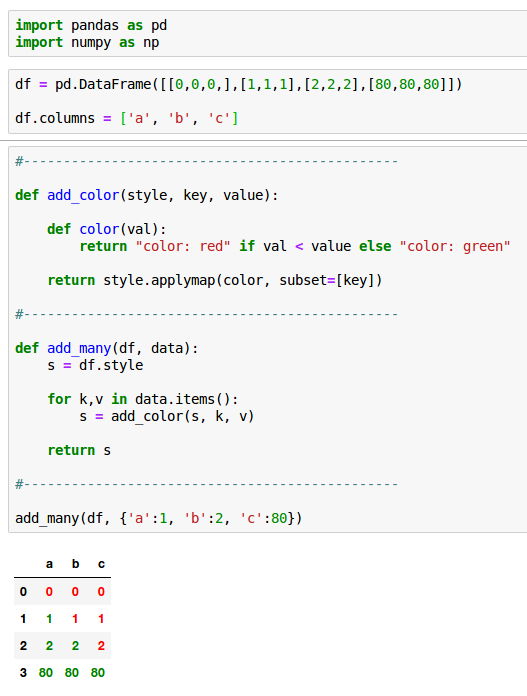 import pandas as pd
import numpy as np
df = pd.DataFrame([[0,0,0,],[1,1,1],[2,2,2],[80,80,80]])
df.columns = ['a', 'b', 'c']
#-----------------------------------------------
def add_color(style, key, value):
    def color(val):
        return "color: red" if val < value else "color: green"
    return style.applymap(color, subset=[key])
#-----------------------------------------------
def add_many(df, data):
    s = df.style
    for k,v in data.items():
        s = add_color(s, k, v)
    return s
#-----------------------------------------------
add_many(df, {'a':1, 'b':2, 'c':80})
a b c
0 0 0 0
1 1 1 1
2 2 2 2
3 80 80 80